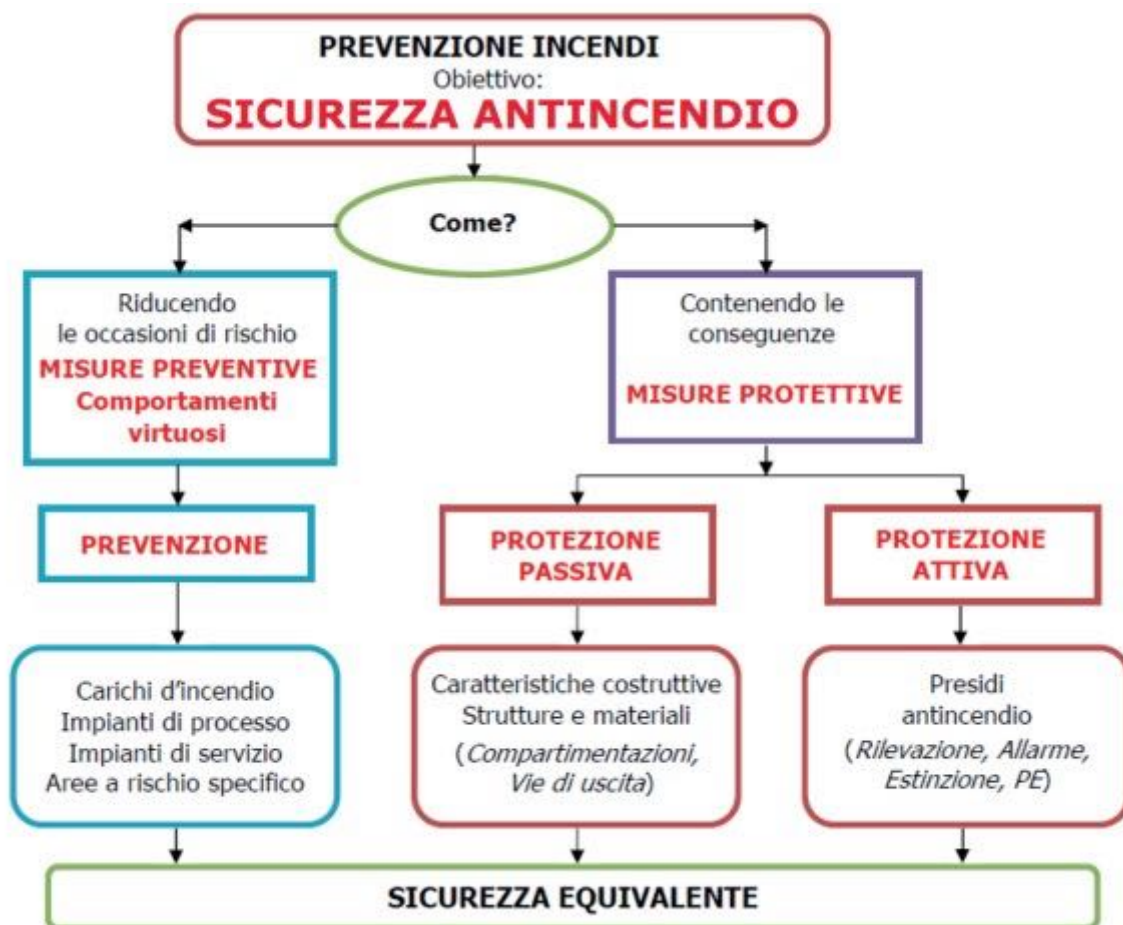 PREVENZIONE INCENDI
Obiettivo:
SICUREZZA ANTINCENDIO
Come?
Riducendo
le occasioni di rischio
MISURE PREVENTIVE
Comportamenti
virtuosi
Contenendo le
conseguenze
MISURE PROTETTIVE
PREVENZIONE
PROTEZIONE
PASSIVA
PROTEZIONE
ATTIVA
Carichi d'incendio
Impianti di processo
Impianti di servizio
Aree a rischio specifico
Caratteristiche costruttive
Strutture e materiali
(Compartimentazioni,
Vie di uscita)
Presidi
antincendio
(Rilevazione, Allarme,
Estinzione, PE)
SICUREZZA EQUIVALENTE